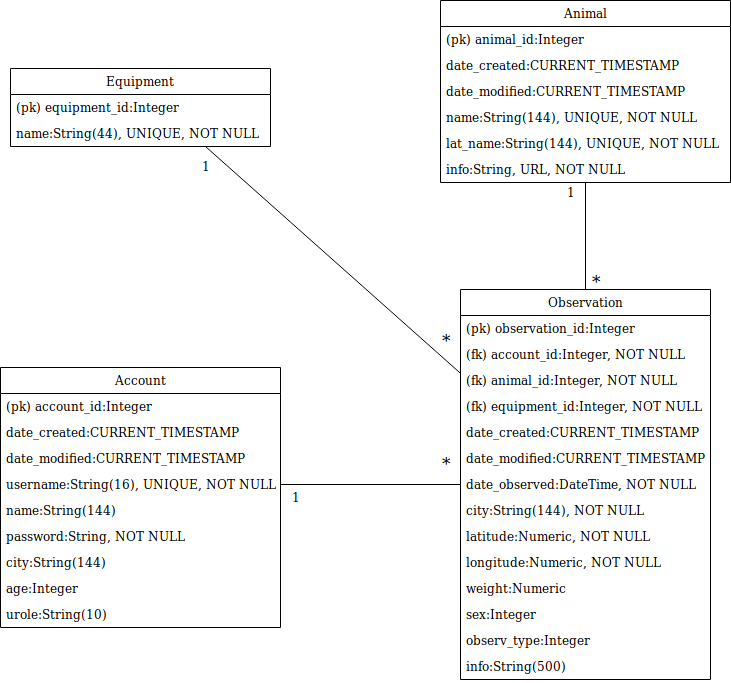 Animal
(pk) animal_id:Integer
date_created:CURRENT_TIMESTAMP
date_modified:CURRENT_TIMESTAMP
name:String(144), UNIQUE, NOT NULL
lat_name:String(144), UNIQUE, NOT NULL
info:String, URL, NOT NULL
1
*
Equipment
(pk) equipment_id:Integer
name:String(44), UNIQUE, NOT NULL
1
*
Observation
(pk) observation_id:Integer
(fk) account_id:Integer, NOT NULL
(fk) animal_id:Integer, NOT NULL
(fk) equipment_id:Integer, NOT NULL
date_created:CURRENT_TIMESTAMP
date_modified:CURRENT_TIMESTAMP
date_observed:DateTime, NOT NULL
city:String(144), NOT NULL
latitude:Numeric, NOT NULL
longitude:Numeric, NOT NULL
weight:Numeric
sex:Integer
observ_type:Integer
info:String(500)
Account
(pk) account_id:Integer
date_created:CURRENT_TIMESTAMP
date_modified:CURRENT_TIMESTAMP
username:String(16), UNIQUE, NOT NULL
name:String(144)
password:String, NOT NULL
city:String(144)
age:Integer
urole:String(10)
1
*